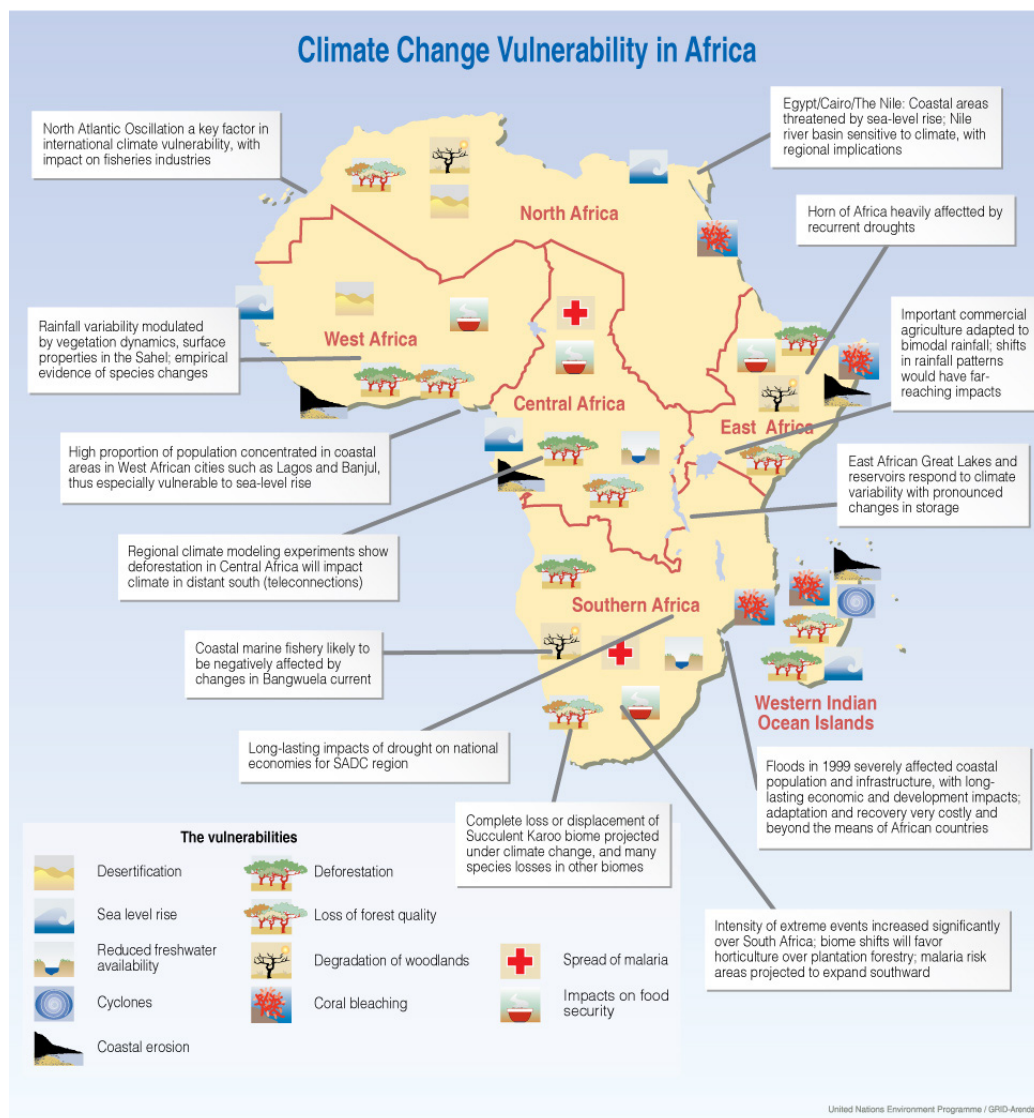 Climate Change Vulnerability in Africa
North Atlantic Oscillation a key factor in
international climate vulnerability, with
impact on fisheries industries
Egypt/Cairo/The Nile: Coastal areas
threatened by sea-level rise; Nile
river basin sensitive to climate, with
regional implications
North Africa
Horn of Africa heavily affectted by
recurrent droughts
Rainfall variability modulated
by vegetation dynamics, surface
properties in the Sahel; empirical
evidence of species changes
West Africa
Important commercial
agriculture adapted to
bimodal rainfall; shifts
in rainfall patterns
would have far-
reaching impacts
Central Africa
East Africa
High proportion of population concentrated in coastal
areas in West African cities such as Lagos and Banjul,
thus especially vulnerable to sea-level rise
East African Great Lakes and
reservoirs respond to climate
variability with pronounced
changes in storage
Regional climate modeling experiments show
deforestation in Central Africa will impact
climate in distant south (teleconnections)
Southern Africa
Coastal marine fishery likely to
be negatively affected by
changes in Bangwuela current
Western Indian
Ocean Islands
Long-lasting impacts of drought on national
economies for SADC region
Floods in 1999 severely affected coastal
population and infrastructure, with long-
lasting economic and development impacts;
adaptation and recovery very costly and
beyond the means of African countries
Complete loss or displacement of
Succulent Karoo biome projected
under climate change, and many
species losses in other biomes
Intensity of extreme events increased significantly
over South Africa; biome shifts will favor
horticulture over plantation forestry; malaria risk
areas projected to expand southward
The vulnerabilities
Desertification
Sea level rise
Reduced freshwater
availability
Cyclones
Coastal erosion
Deforestation
Loss of forest quality
Degradation of woodlands
Coral bleaching
Spread of malaria
Impacts on food
security
United Nations Environment Programme / GRID-Arenda